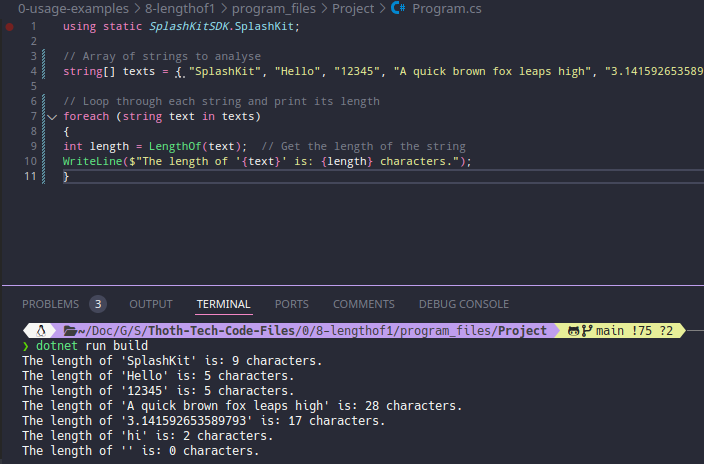 0-usage-examples > 8-lengthof1 > program_files > Project > C# Program.cs
1 using static SplashKitSDK.SplashKit;
2
3 // Array of strings to analyse
4 string[] texts = { "SplashKit", "Hello", "12345", "A quick brown fox leaps high", "3.141592653589
5
6 // Loop through each string and print its length
7 foreach (string text in texts)
8 {
9 int length = LengthOf(text);  // Get the length of the string
10 WriteLine($"The length of '{text}' is: {length} characters.");
11 }
PROBLEMS 3 OUTPUT TERMINAL PORTS COMMENTS DEBUG CONSOLE
~/Doc/G/S/Thoth-Tech-Code-Files/0/8-lengthof1/program_files/Project main !75 ?2
❯ dotnet run build
The length of 'SplashKit' is: 9 characters.
The length of 'Hello' is: 5 characters.
The length of '12345' is: 5 characters.
The length of 'A quick brown fox leaps high' is: 28 characters.
The length of '3.141592653589793' is: 17 characters.
The length of 'hi' is: 2 characters.
The length of '' is: 0 characters.